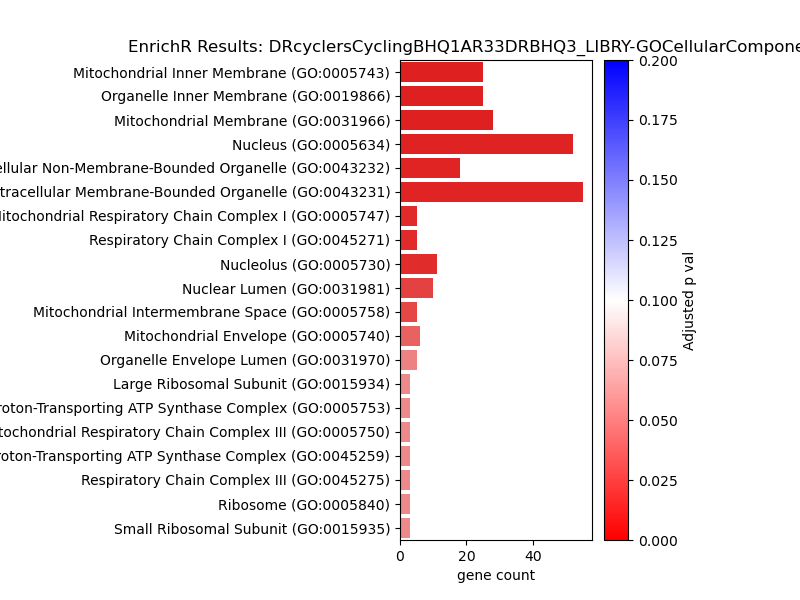 EnrichR Results: DRcyclersCyclingBHQ1AR33DRBHQ3_LIBRY-GOCellularCompone
Mitochondrial Inner Membrane (GO:0005743)
Organelle Inner Membrane (GO:0019866)
Mitochondrial Membrane (GO:0031966)
Nucleus (GO:0005634)
ellular Non-Membrane-Bounded Organelle (GO:0043232)
tracellular Membrane-Bounded Organelle (GO:0043231)
Mitochondrial Respiratory Chain Complex I (GO:0005747)
Respiratory Chain Complex I (GO:0045271)
Nucleolus (GO:0005730)
Nuclear Lumen (GO:0031981)
Mitochondrial Intermembrane Space (GO:0005758)
Mitochondrial Envelope (GO:0005740)
Organelle Envelope Lumen (GO:0031970)
Large Ribosomal Subunit (GO:0015934)
roton-Transporting ATP Synthase Complex (GO:0005753)
tochondrial Respiratory Chain Complex III (GO:0005750)
roton-Transporting ATP Synthase Complex (GO:0045259)
Respiratory Chain Complex III (GO:0045275)
Ribosome (GO:0005840)
Small Ribosomal Subunit (GO:0015935)
0 20 40
gene count
0.200
0.175
0.150
0.125
0.100
0.075
0.050
0.025
0.000
Adjusted p val